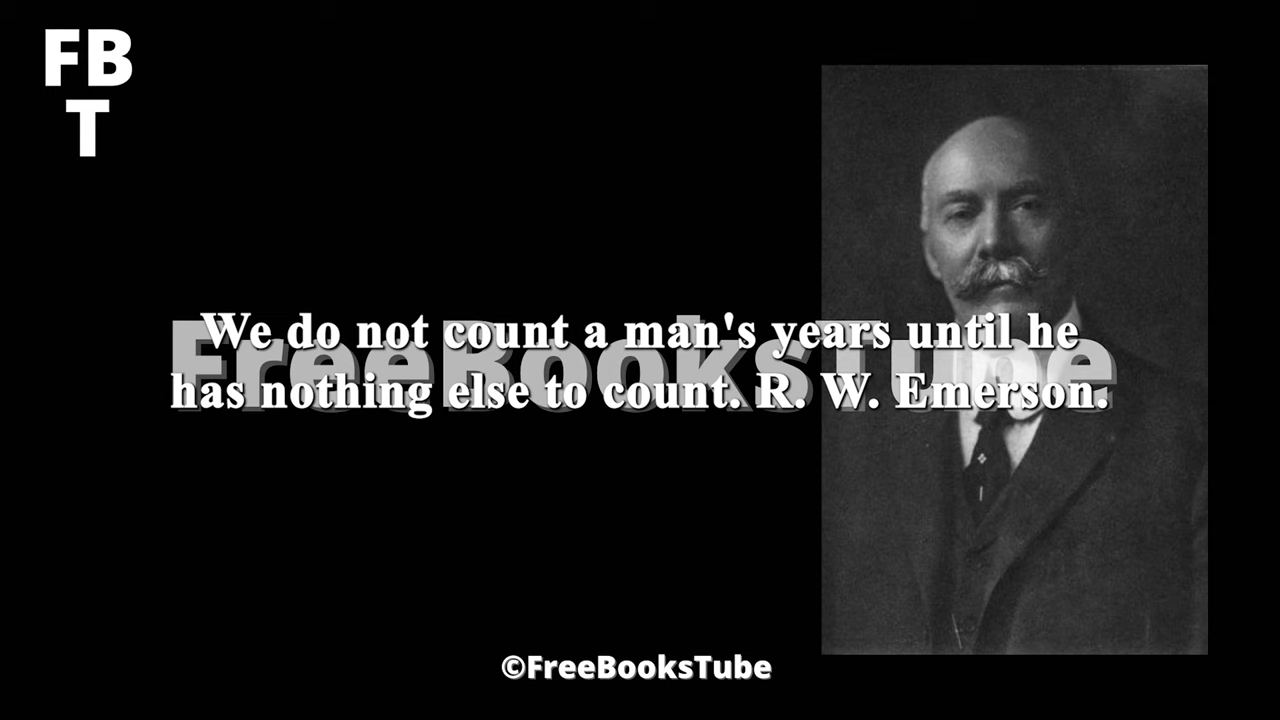 FB
T
FreeBooksTube
We do not count a man's years until he
has nothing else to count. R. W. Emerson.
©FreeBooksTube